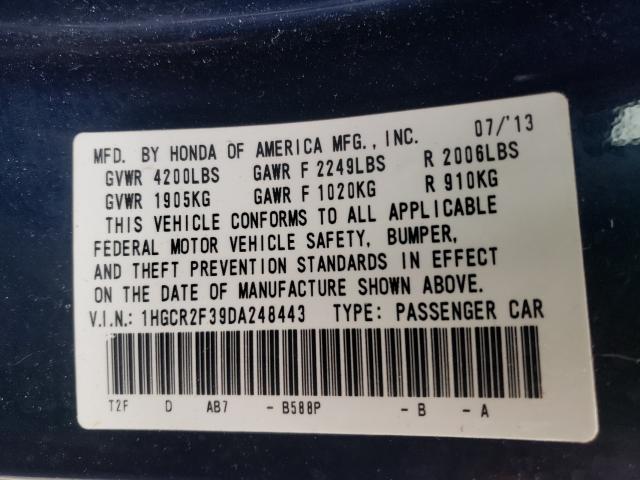 07/'13
MFD. BY HONDA OF AMERICA MFG., INC.
GVWR 4200LBS GAWR F 2249LBS R 2006LBS
GVWR 1905KG GAWR F 1020KG R 910KG
THIS VEHICLE CONFORMS TO ALL APPLICABLE
FEDERAL MOTOR VEHICLE SAFETY, BUMPER,
AND THEFT PREVENTION STANDARDS IN EFFECT
ON THE DATE OF MANUFACTURE SHOWN ABOVE.
V.I.N.: 1HGCR2F39DA248443 TYPE: PASSENGER CAR
T2F D AB7 - B588P - B - A